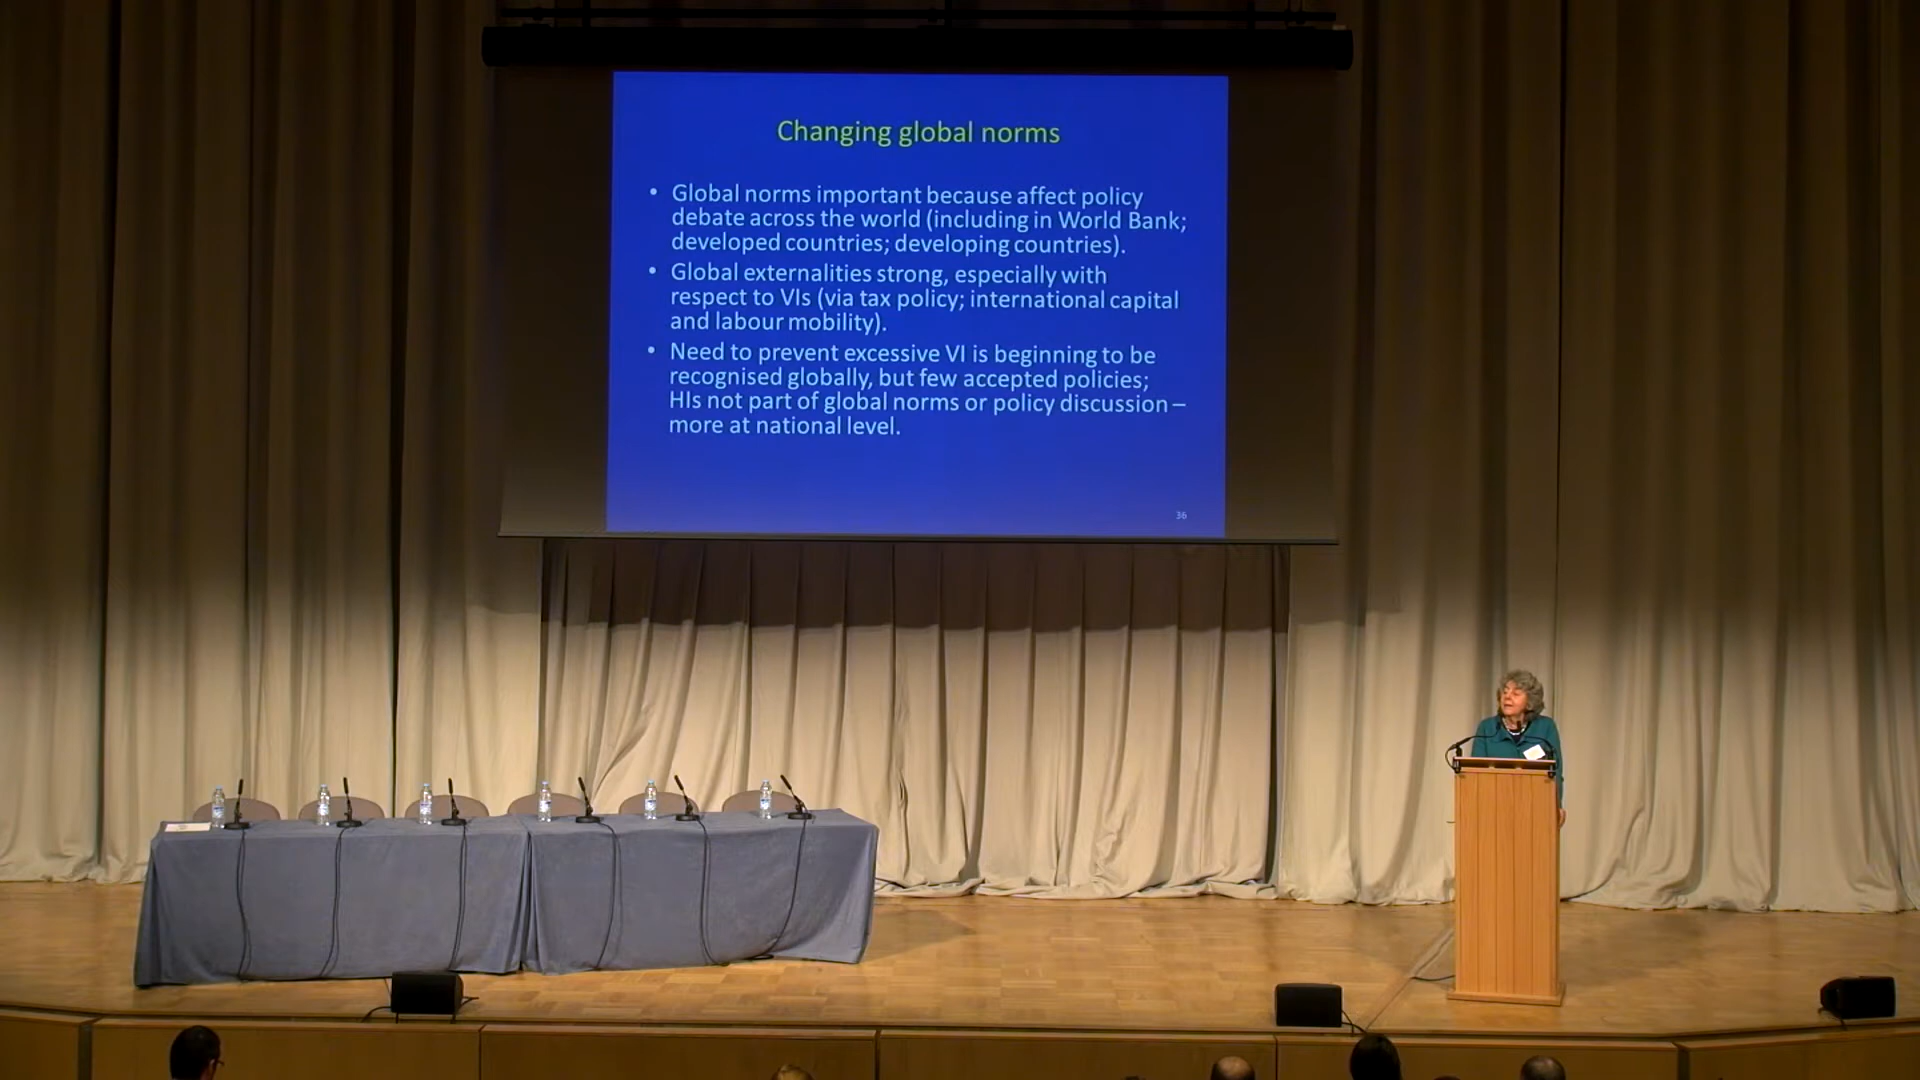 Changing global norms
• Global norms important because affect policy
debate across the world (including in World Bank;
developed countries; developing countries).
• Global externalities strong, especially with
respect to VIs (via tax policy; international capital
and labour mobility).
• Need to prevent excessive VI is beginning to be
recognised globally, but few accepted policies;
HIs not part of global norms or policy discussion –
more at national level.
36